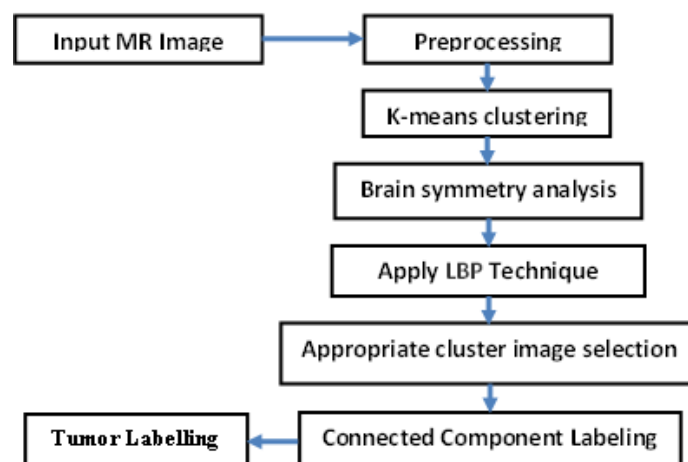 Input MR Image
Preprocessing
K-means clustering
Brain symmetry analysis
Apply LBP Technique
Appropriate cluster image selection
Connected Component Labeling
Tumor Labelling